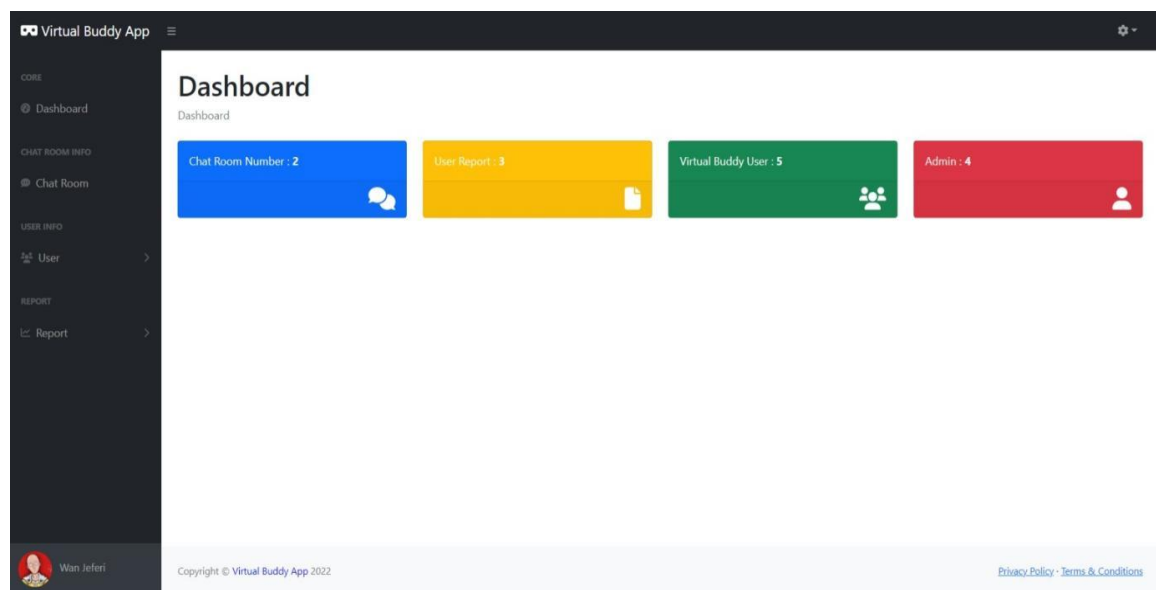 Virtual Buddy App
CORE
Dashboard
CHAT ROOM INFO
Chat Room
USER INFO
User
REPORT
Report
Wan Jeferi
Dashboard
Dashboard
Chat Room Number : 2
User Report : 3
Virtual Buddy User : 5
Admin : 4
Copyright © Virtual Buddy App 2022
Privacy Policy · Terms & Conditions